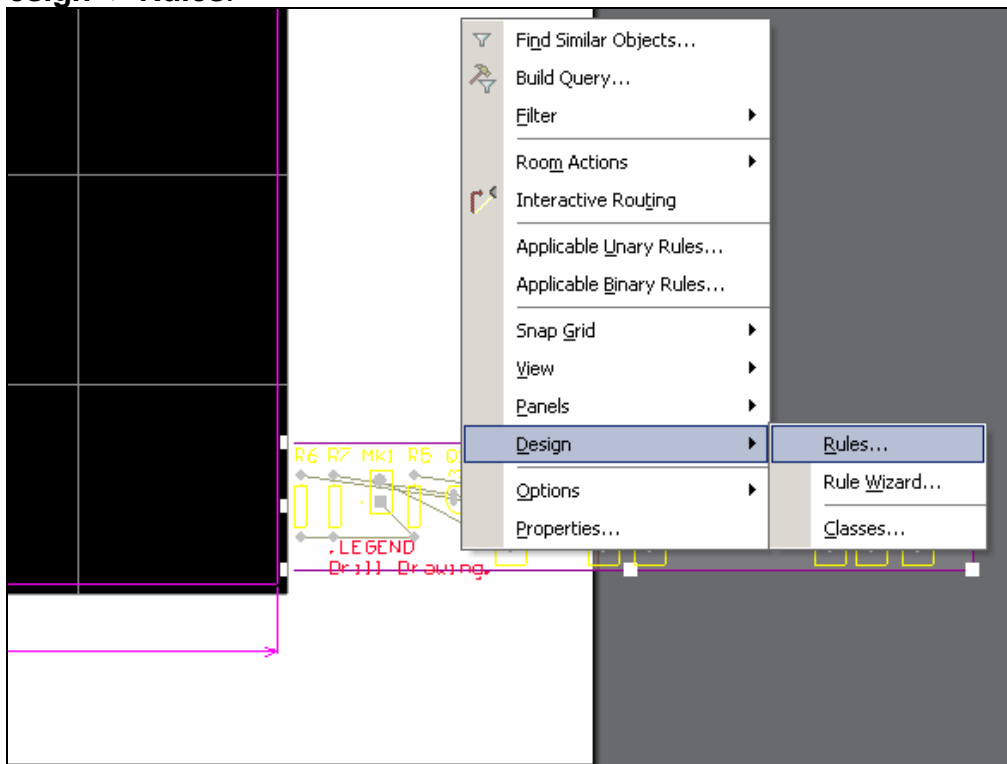 Find Similar Objects...
Build Query...
Filter
Room Actions
Interactive Routing
Applicable Unary Rules...
Applicable Binary Rules...
Snap Grid
View
Panels
Design
Rules...
Options
Rule Wizard...
Properties...
Classes...
R6 R7 MK1 R5
.LEGEND
Drill Drawing.